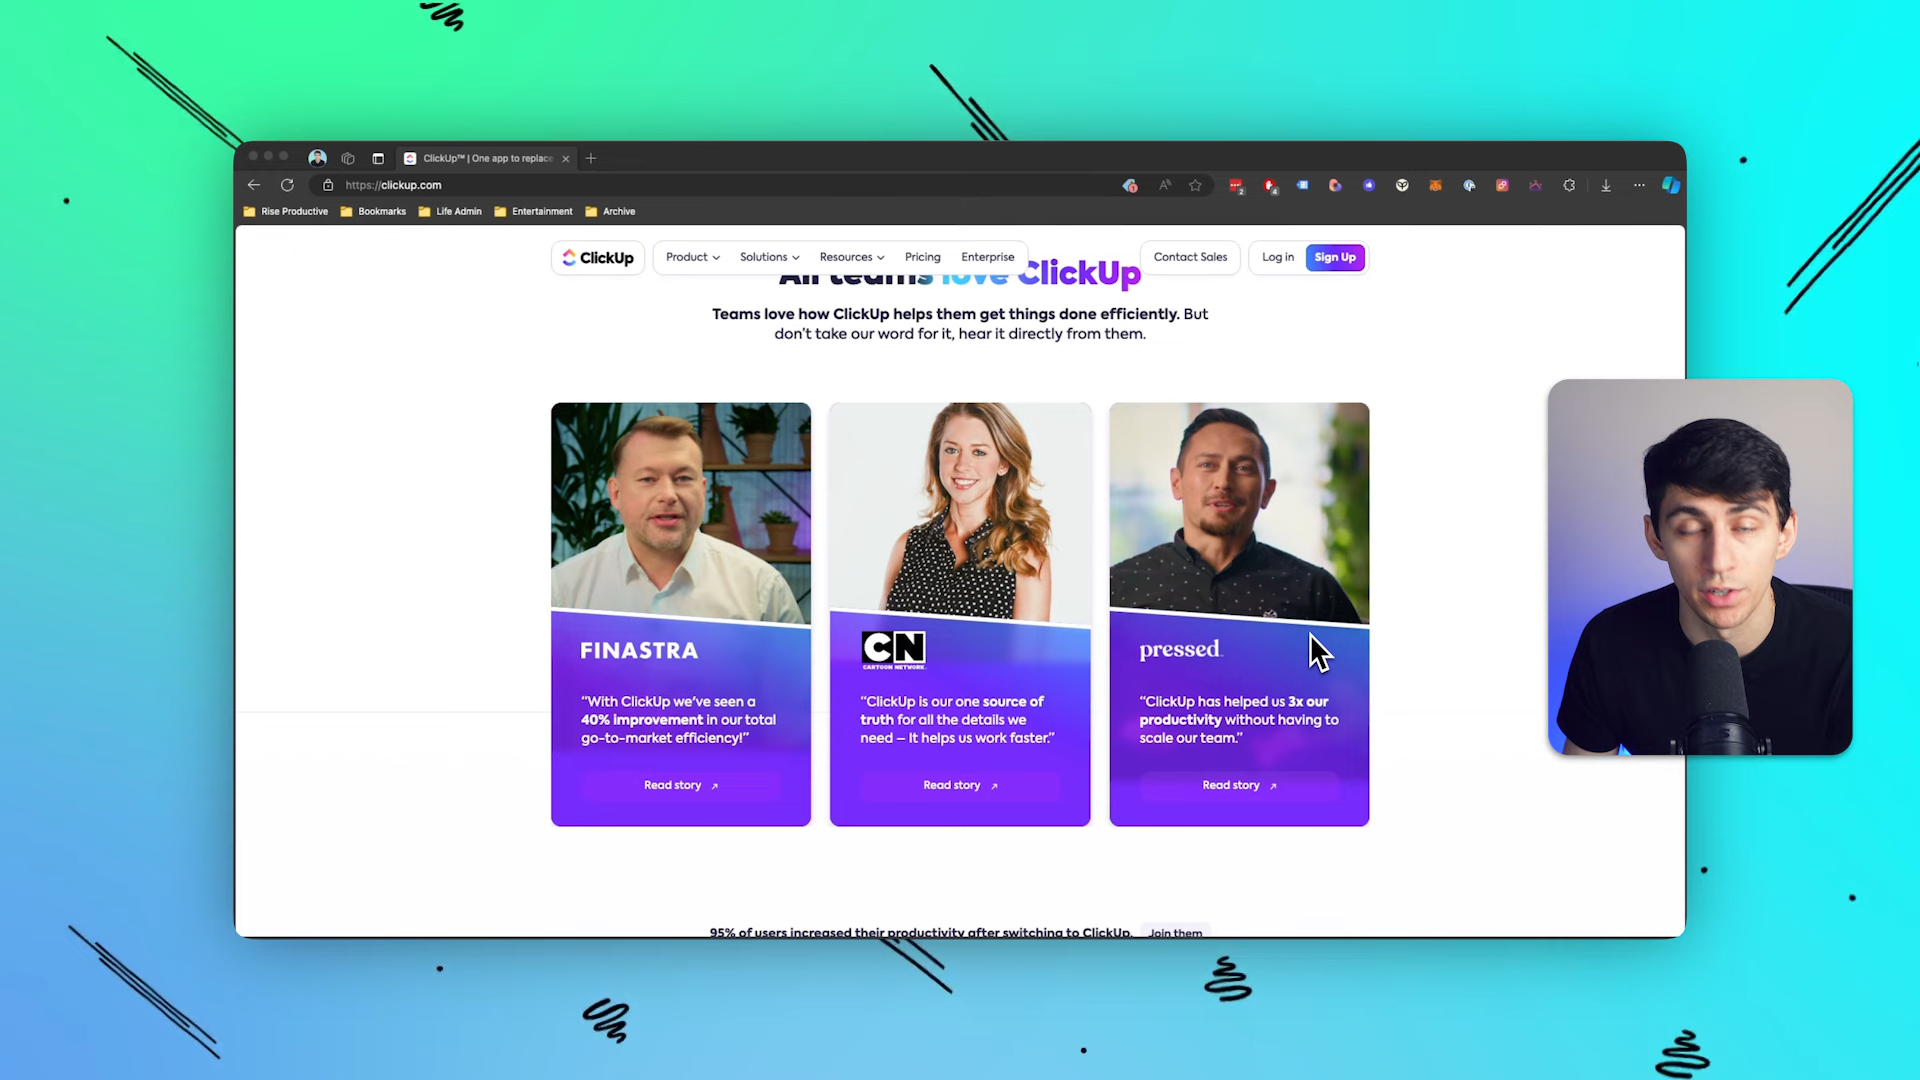 ClickUp™ | One app to replace
https://clickup.com
Rise Productive
Bookmarks
Life Admin
Entertainment
Archive
ClickUp
Product
Solutions
Resources
Pricing
Enterprise
Contact Sales
Log in
Sign Up
All teams love ClickUp
Teams love how ClickUp helps them get things done efficiently. But
don't take our word for it, hear it directly from them.
FINASTRA
“With ClickUp we've seen a
40% improvement in our total
go-to-market efficiency!”
Read story
CN
CARTOON NETWORK
“ClickUp is our one source of
truth for all the details we
need – It helps us work faster.”
Read story
pressed
“ClickUp has helped us 3x our
productivity without having to
scale our team.”
Read story
95% of users increased their productivity after switching to ClickUp.
Join them